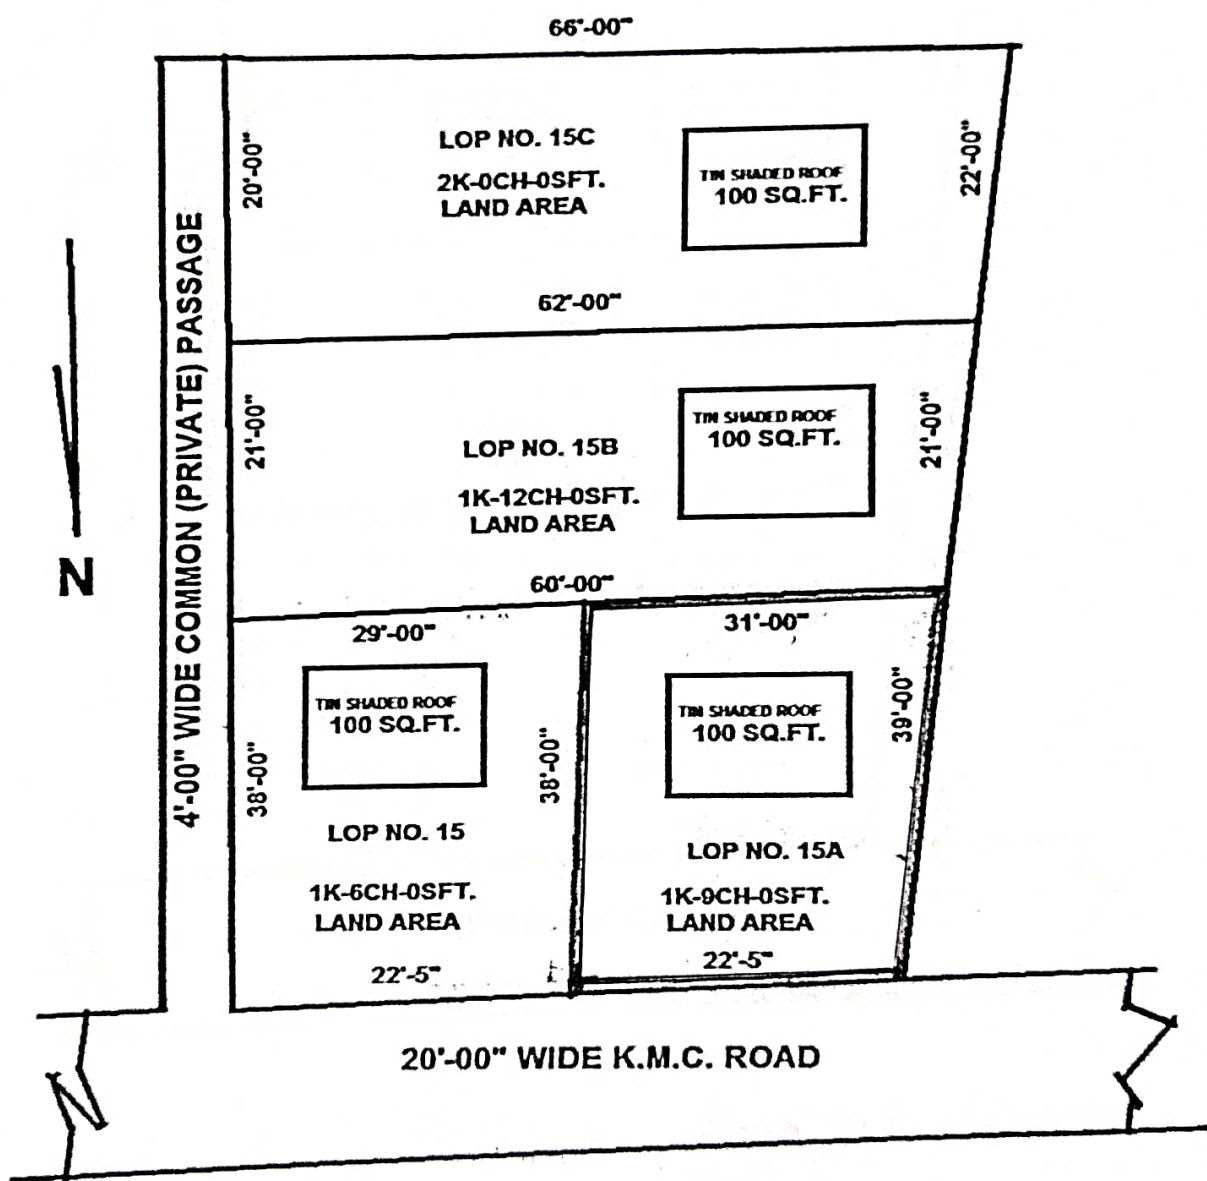 66'-00"
LOP NO. 15C
2K-0CH-0SFT.
LAND AREA
TIN SHADED ROOF
100 SQ.FT.
20'-00"
22'-00"
62'-00"
4'-00" WIDE COMMON (PRIVATE) PASSAGE
N
21'-00"
LOP NO. 15B
1K-12CH-0SFT.
LAND AREA
TIN SHADED ROOF
100 SQ.FT.
21'-00"
60'-00"
29'-00"
TIN SHADED ROOF
100 SQ.FT.
38'-00"
38'-00"
LOP NO. 15
1K-6CH-0SFT.
LAND AREA
22'-5"
31'-00"
TIN SHADED ROOF
100 SQ.FT.
39'-00"
LOP NO. 15A
1K-9CH-0SFT.
LAND AREA
22'-5"
20'-00" WIDE K.M.C. ROAD